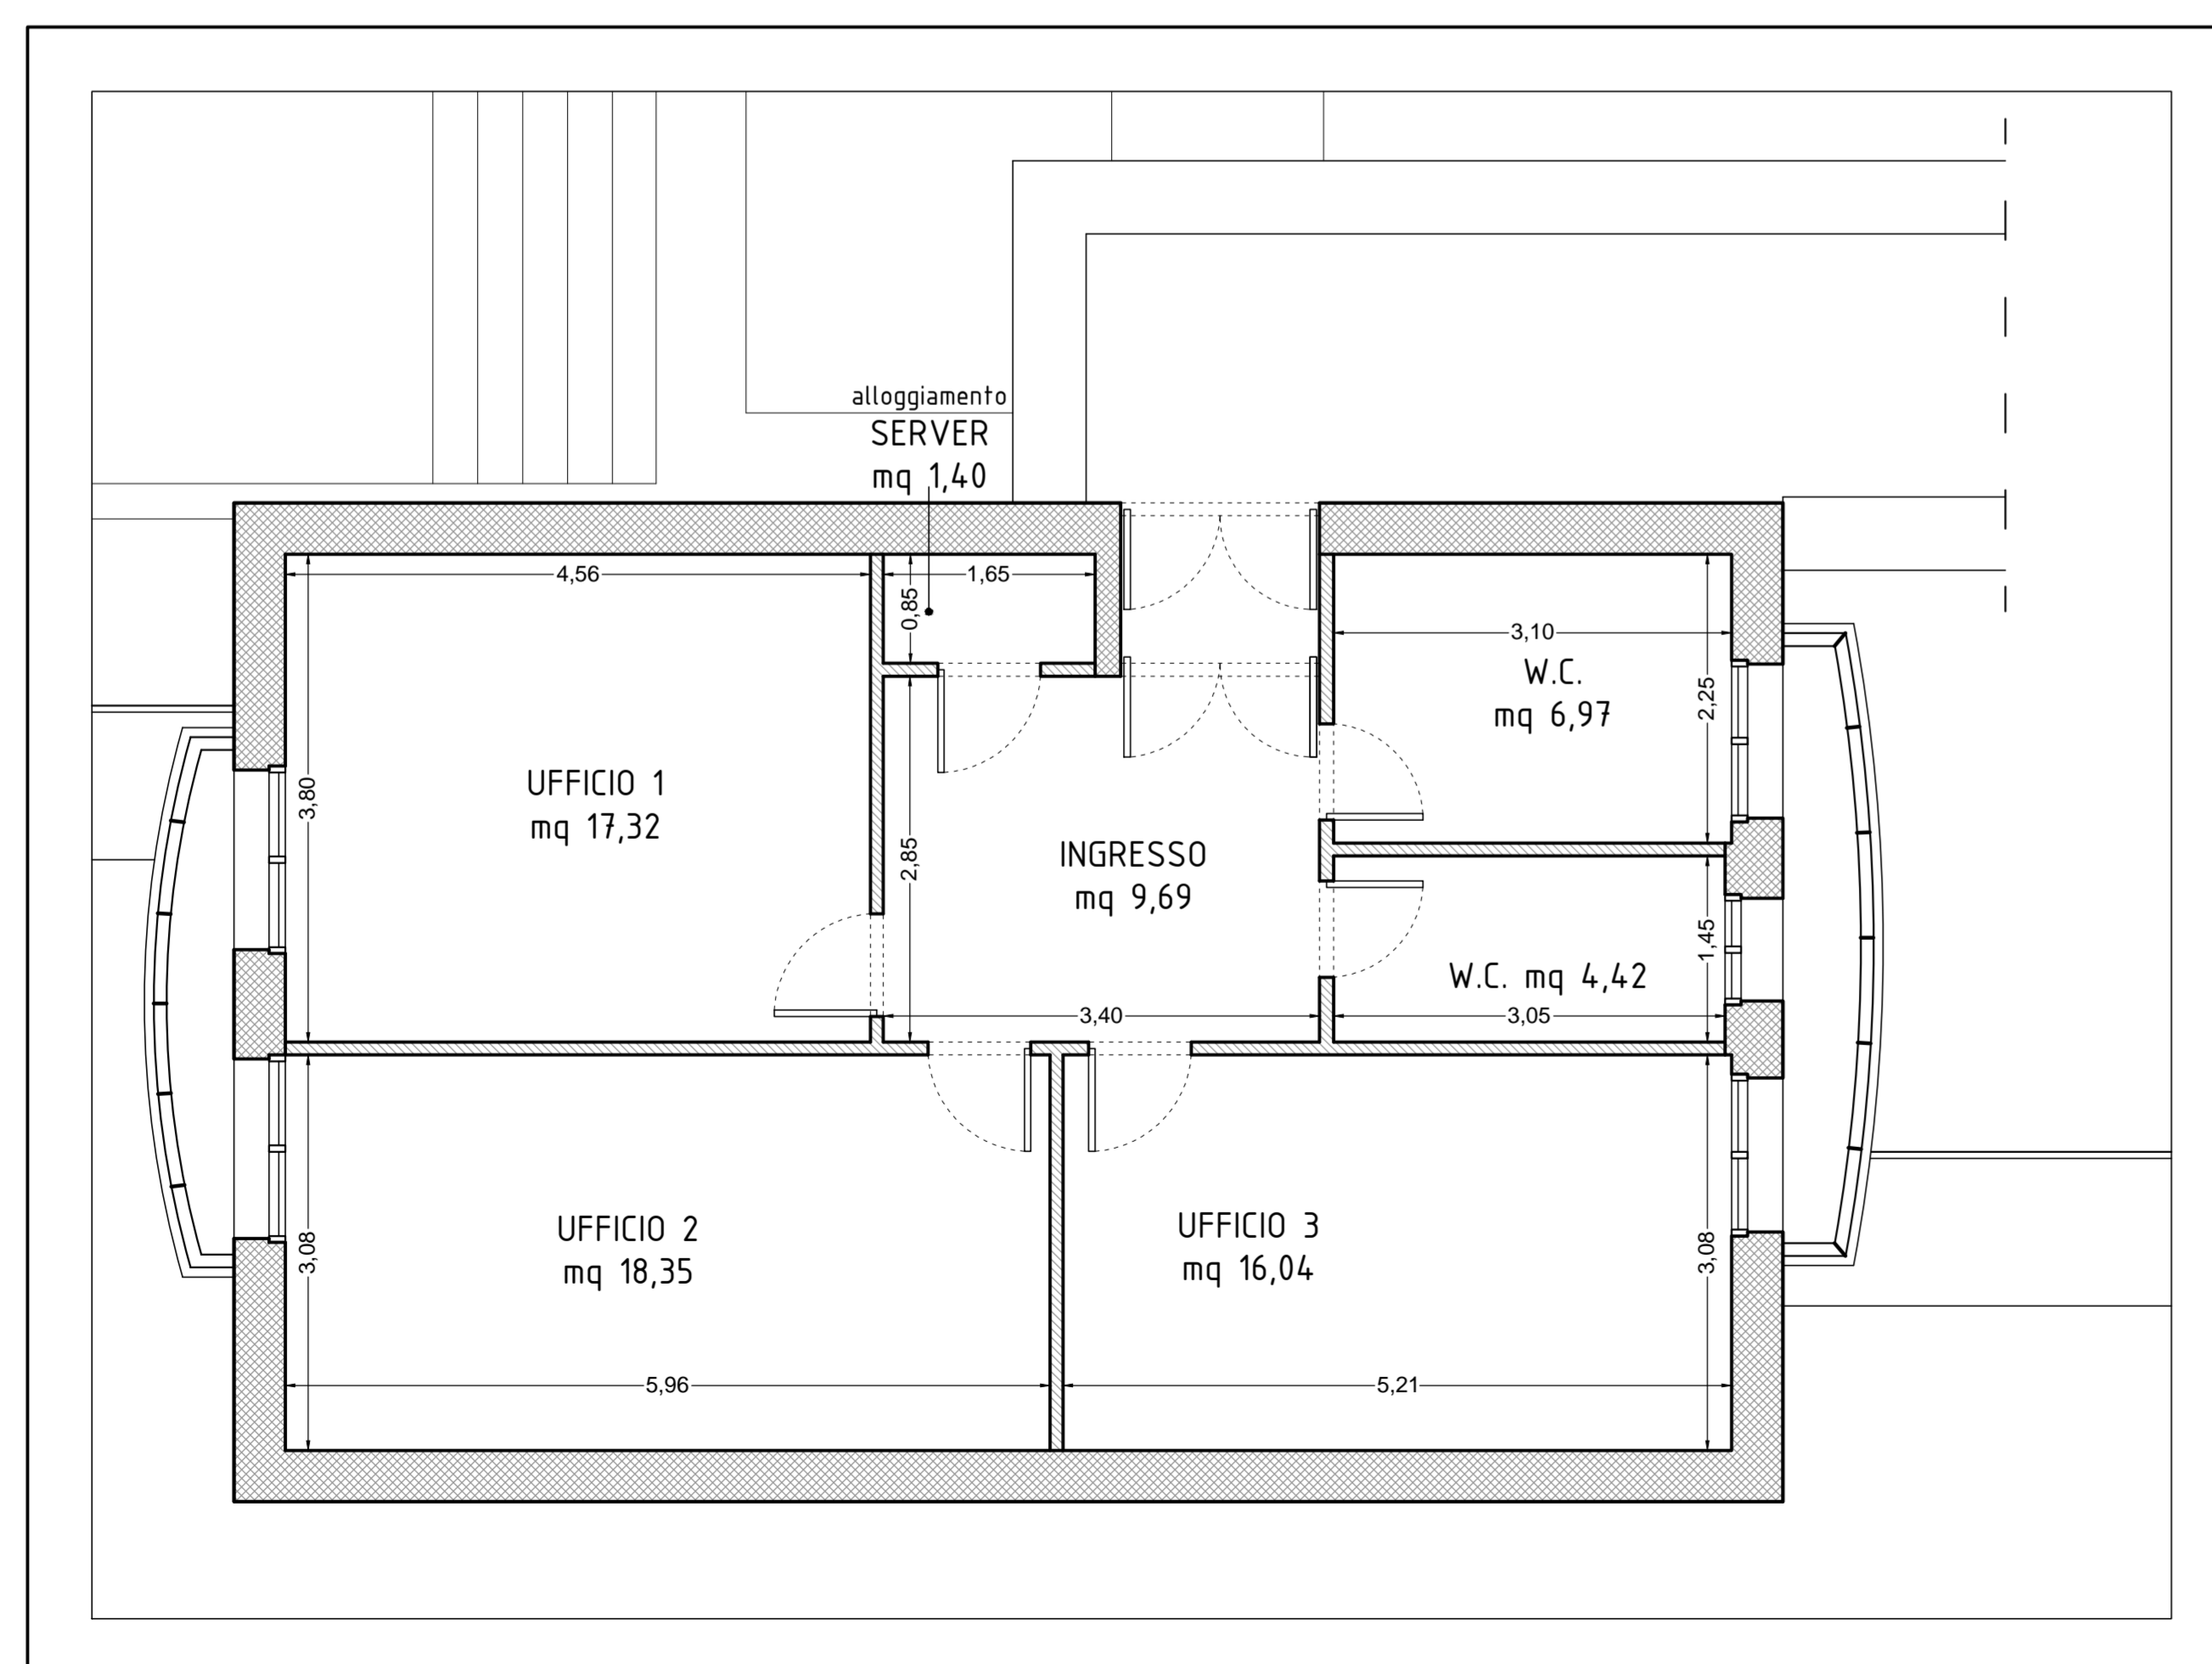 alloggiamento
SERVER
mq 1,40
4,56
1,65
0,85
3,10
W.C.
mq 6,97
2,25
3,80
UFFICIO 1
mq 17,32
2,85
INGRESSO
mq 9,69
1,45
W.C. mq 4,42
3,40
3,05
UFFICIO 2
mq 18,35
3,08
UFFICIO 3
mq 16,04
3,08
5,96
5,21